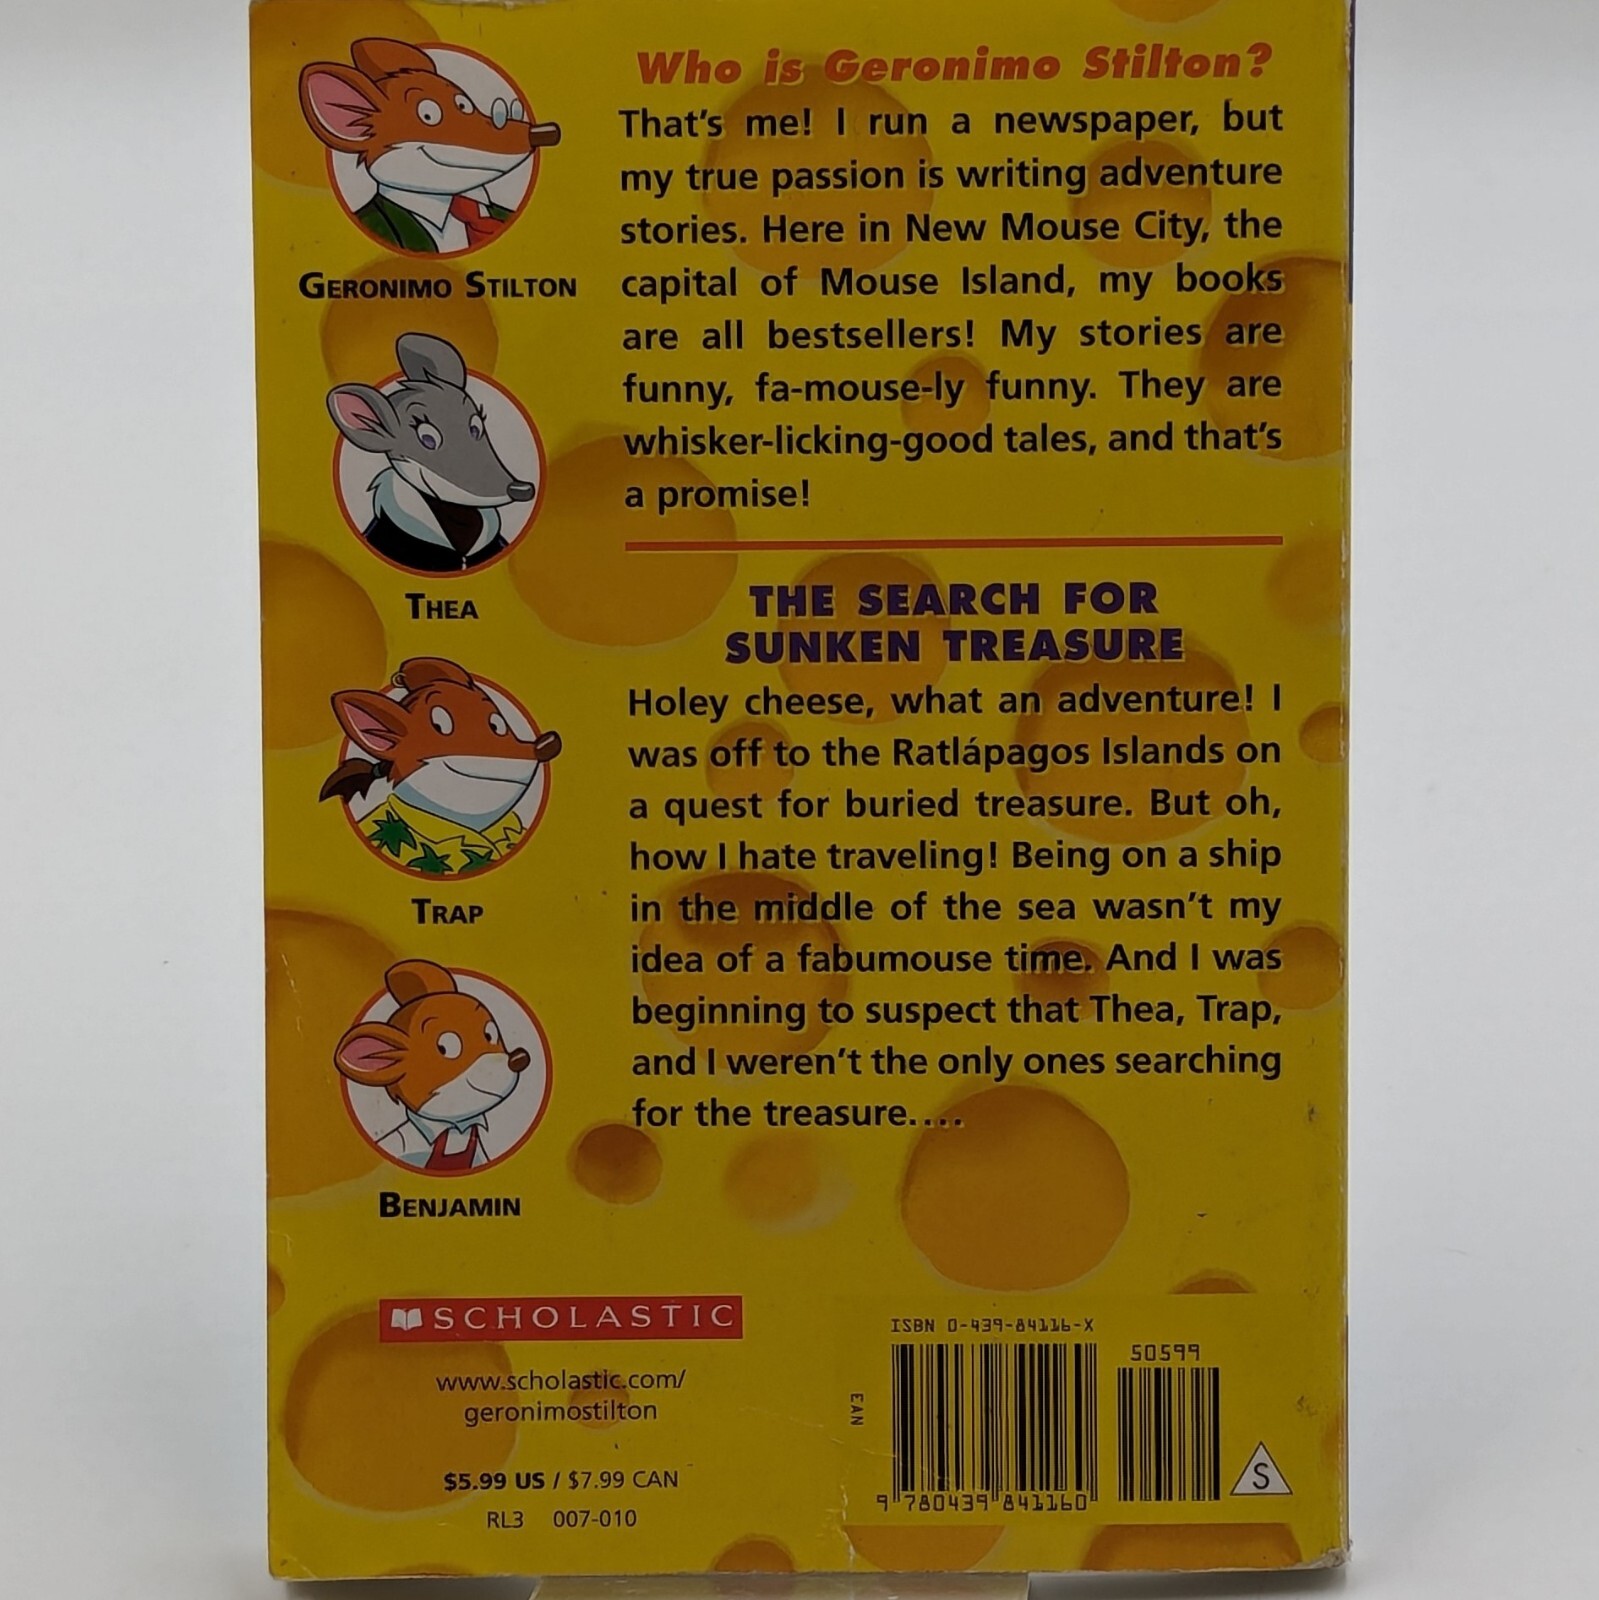 Who is Geronimo Stilton?
That's me! I run a newspaper, but
my true passion is writing adventure
stories. Here in New Mouse City, the
capital of Mouse Island, my books
are all bestsellers! My stories are
funny, fa-mouse-ly funny. They are
whisker-licking-good tales, and that's
a promise!
GERONIMO STILTON
THEA
TRAP
BENJAMIN
THE SEARCH FOR
SUNKEN TREASURE
Holey cheese, what an adventure! I
was off to the Ratlápagos Islands on
a quest for buried treasure. But oh,
how I hate traveling! Being on a ship
in the middle of the sea wasn't my
idea of a fabumouse time. And I was
beginning to suspect that Thea, Trap,
and I weren't the only ones searching
for the treasure....
SCHOLASTIC
www.scholastic.com/
geronimostilton
$5.99 US / $7.99 CAN
RL3 007-010
ISBN 0-439-84116-X
50599
EAN
9 780439 841160
S